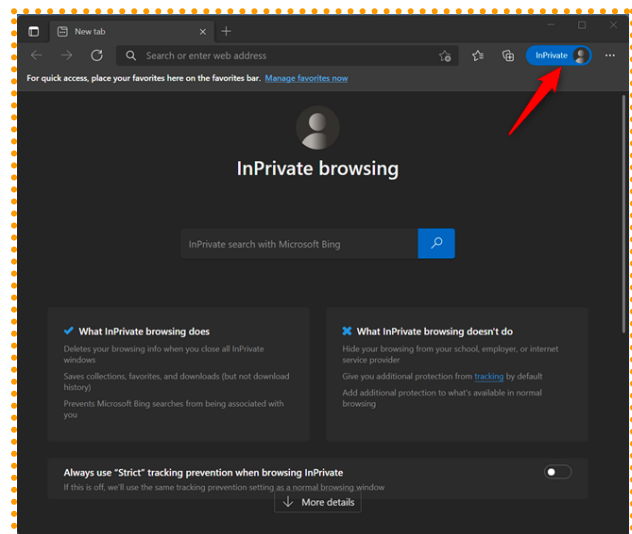 New tab
Search or enter web address
InPrivate
For quick access, place your favorites here on the favorites bar. Manage favorites now
InPrivate browsing
InPrivate search with Microsoft Bing
What InPrivate browsing does
Deletes your browsing info when you close all InPrivate
windows
Saves collections, favorites, and downloads (but not download
history)
Prevents Microsoft Bing searches from being associated with
you
What InPrivate browsing doesn't do
Hide your browsing from your school, employer, or internet
service provider
Give you additional protection from tracking by default
Add additional protection to what's available in normal
browsing
Always use "Strict" tracking prevention when browsing InPrivate
If this is off, we'll use the same tracking prevention setting as a normal browsing window
More details